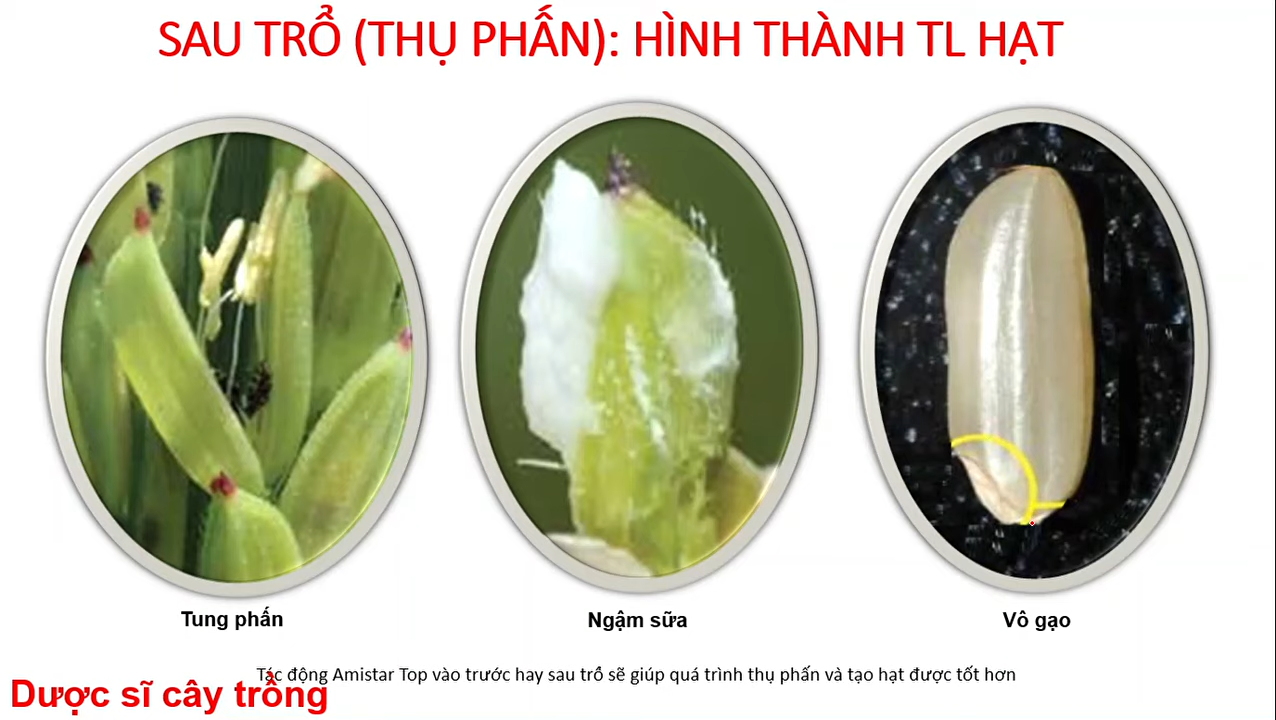 SAU TRỔ (THỤ PHẤN): HÌNH THÀNH TL HẠT
Tung phấn
Ngậm sữa
Vô gạo
Tác động Amistar Top vào trước hay sau trổ sẽ giúp quá trình thụ phấn và tạo hạt được tốt hơn
Dược sĩ cây trồng